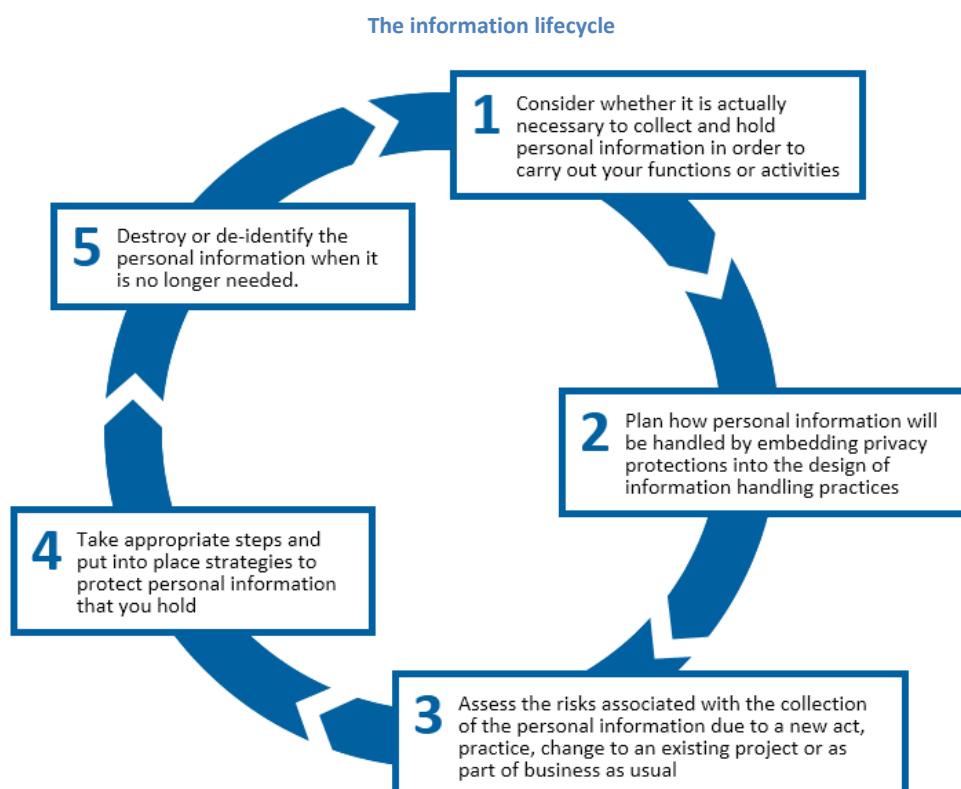 The information lifecycle
1
Consider whether it is actually
necessary to collect and hold
personal information in order to
carry out your functions or activities
2
Plan how personal information will
be handled by embedding privacy
protections into the design of
information handling practices
3
Assess the risks associated with the collection
of the personal information due to a new act,
practice, change to an existing project or as
part of business as usual
4
Take appropriate steps and
put into place strategies to
protect personal information
that you hold
5
Destroy or de-identify the
personal information when it
is no longer needed.